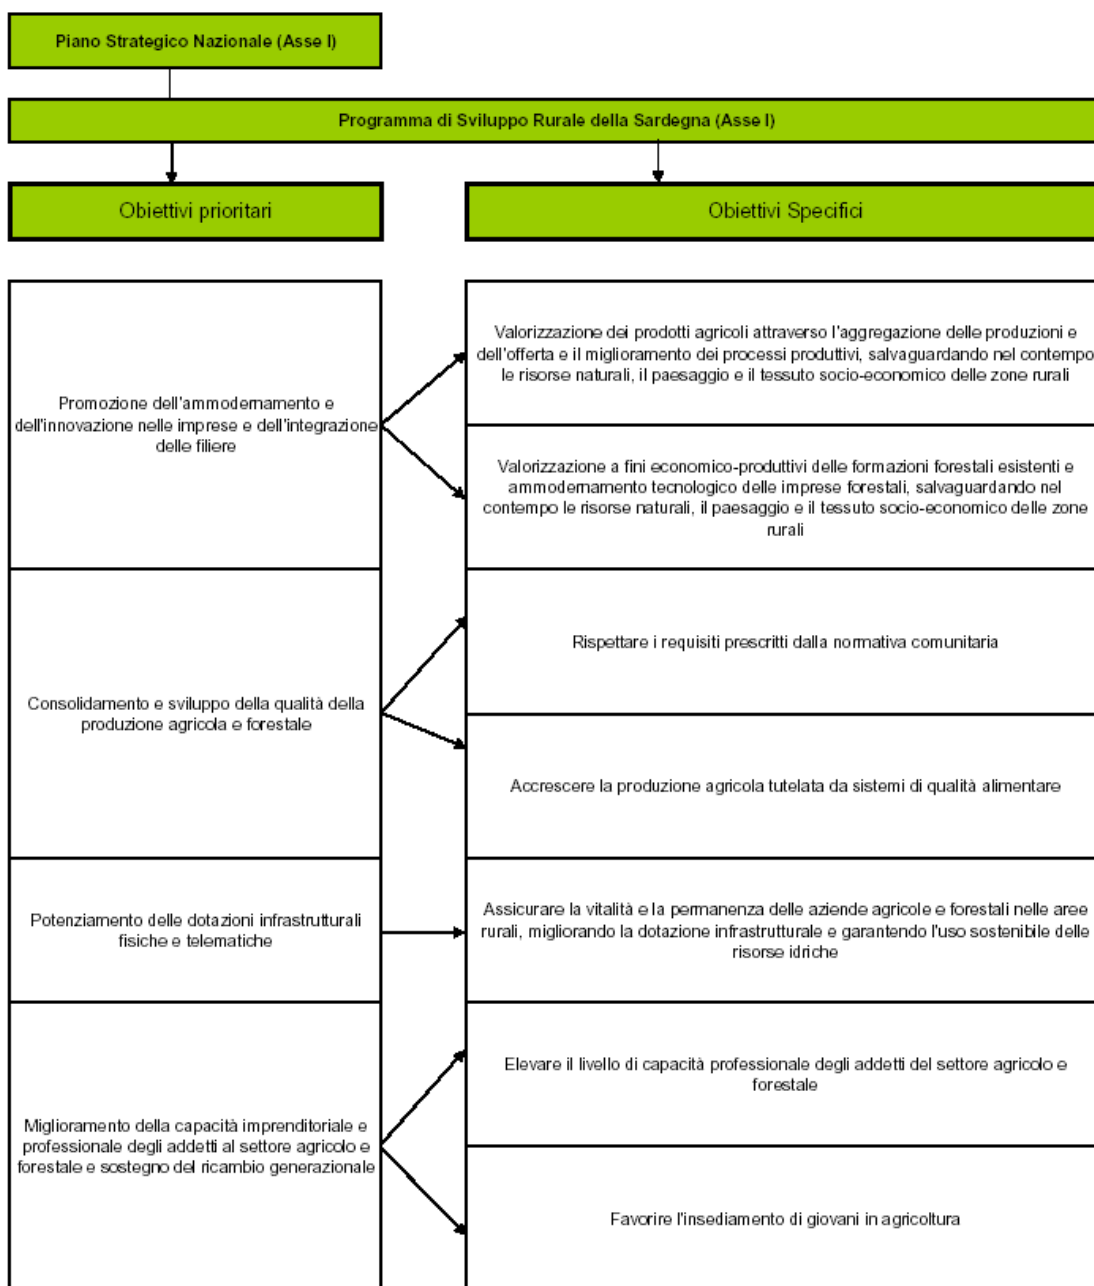 Piano Strategico Nazionale (Asse I)
Programma di Sviluppo Rurale della Sardegna (Asse I)
Obiettivi prioritari
Obiettivi Specifici
Promozione dell'ammodernamento e
dell'innovazione nelle imprese e dell'integrazione
delle filiere
Valorizzazione dei prodotti agricoli attraverso l'aggregazione delle produzioni e
dell'offerta e il miglioramento dei processi produttivi, salvaguardando nel contempo
le risorse naturali, il paesaggio e il tessuto socio-economico delle zone rurali
Valorizzazione a fini economico-produttivi delle formazioni forestali esistenti e
ammodernamento tecnologico delle imprese forestali, salvaguardando nel
contempo le risorse naturali, il paesaggio e il tessuto socio-economico delle zone
rurali
Consolidamento e sviluppo della qualità della
produzione agricola e forestale
Rispettare i requisiti prescritti dalla normativa comunitaria
Accrescere la produzione agricola tutelata da sistemi di qualità alimentare
Potenziamento delle dotazioni infrastrutturali
fisiche e telematiche
Assicurare la vitalità e la permanenza delle aziende agricole e forestali nelle aree
rurali, migliorando la dotazione infrastrutturale e garantendo l'uso sostenibile delle
risorse idriche
Miglioramento della capacità imprenditoriale e
professionale degli addetti al settore agricolo e
forestale e sostegno del ricambio generazionale
Elevare il livello di capacità professionale degli addetti del settore agricolo e
forestale
Favorire l'insediamento di giovani in agricoltura